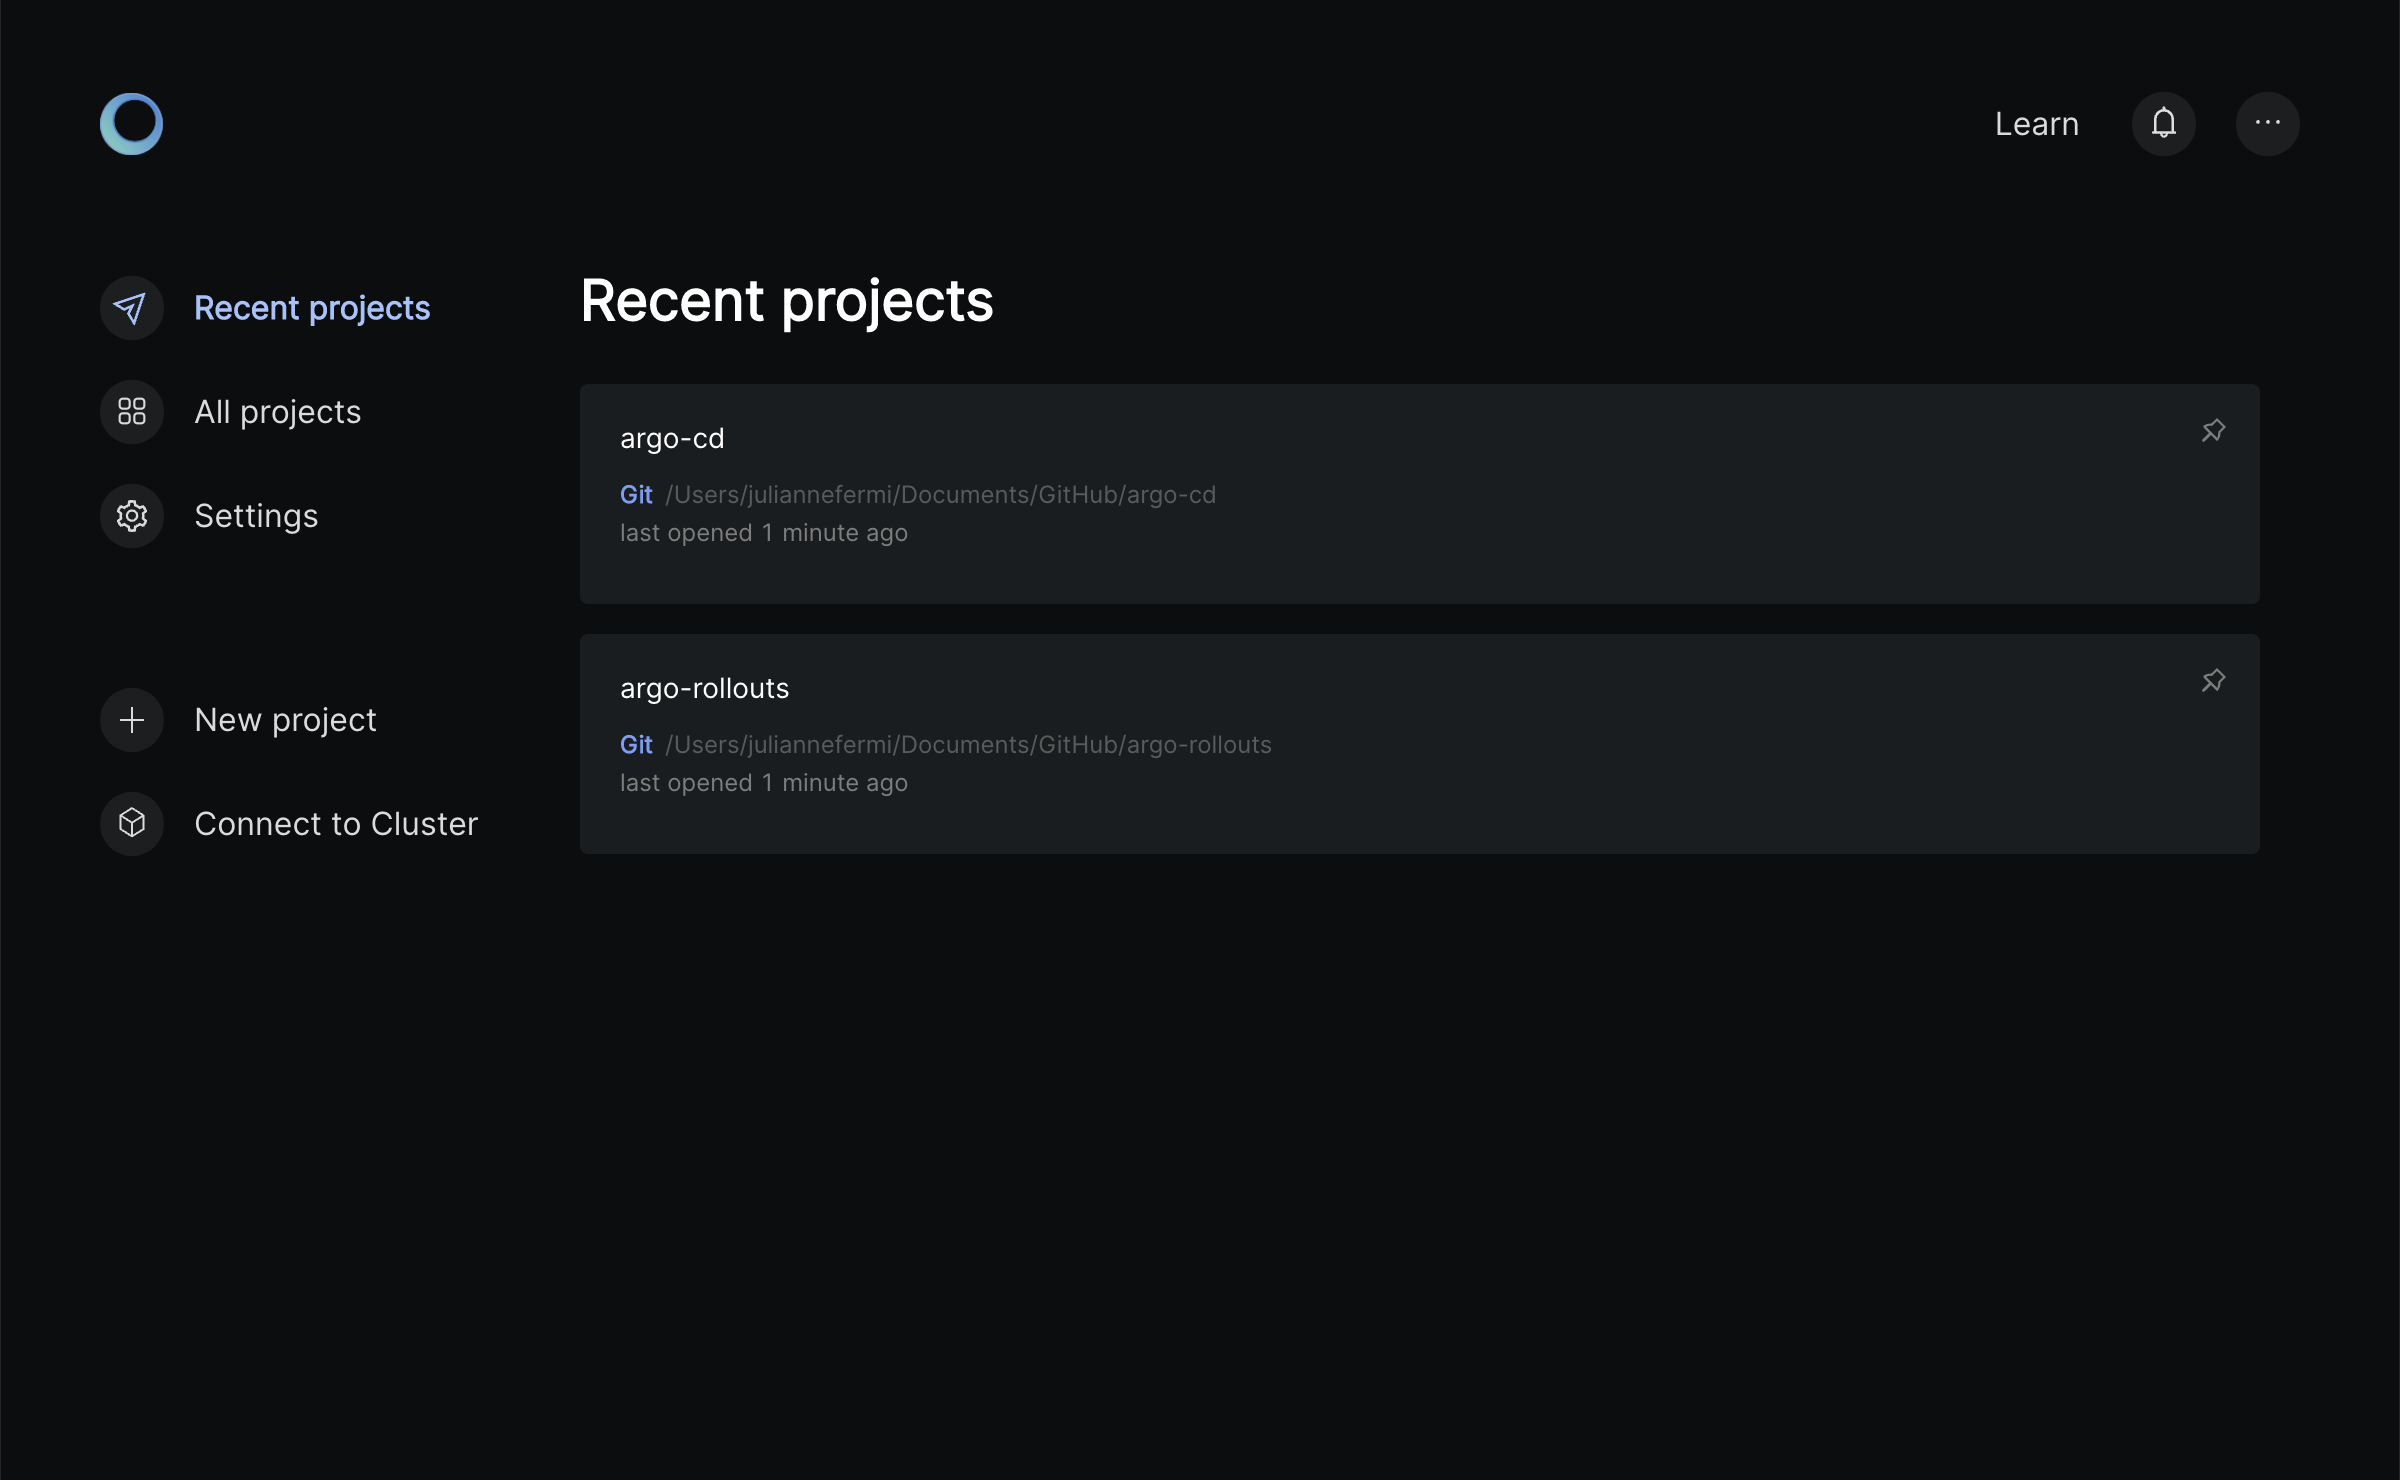 Learn
Recent projects
All projects
Settings
New project
Connect to Cluster
Recent projects
argo-cd
Git /Users/juliannefermi/Documents/GitHub/argo-cd
last opened 1 minute ago
argo-rollouts
Git /Users/juliannefermi/Documents/GitHub/argo-rollouts
last opened 1 minute ago